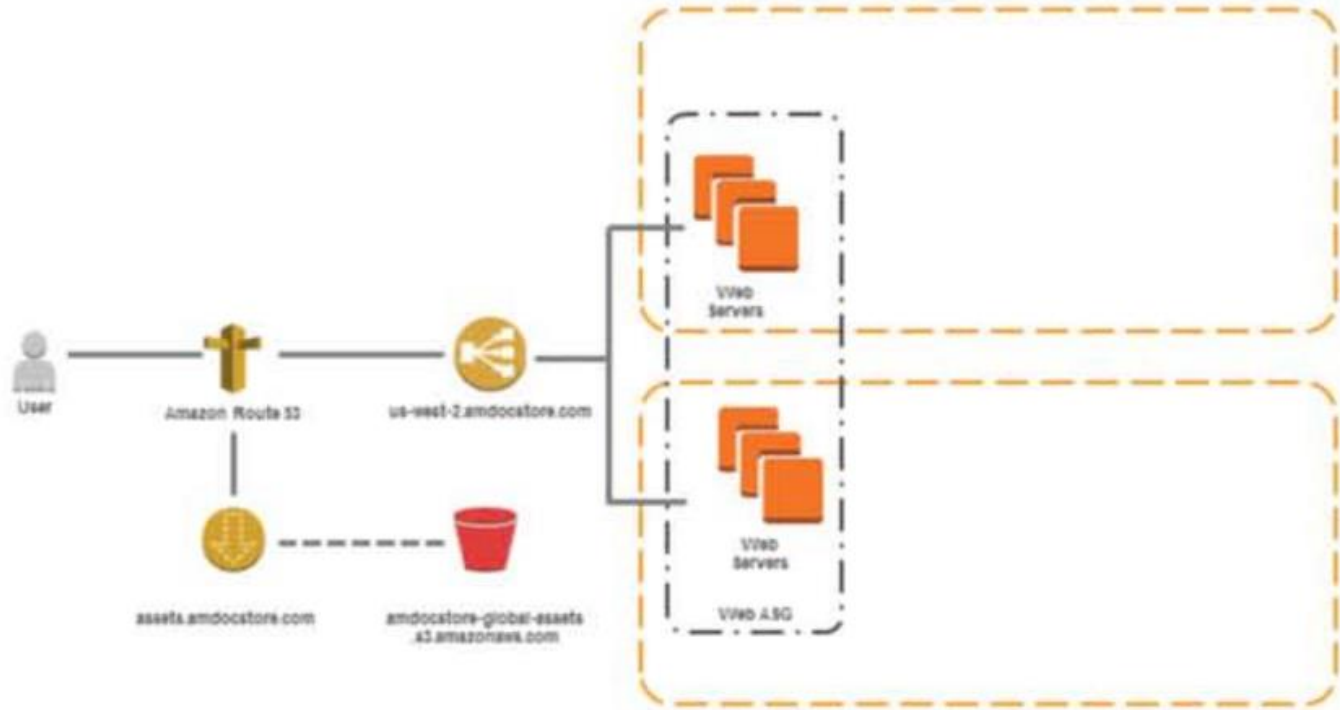 Web
Servers
User
Amazon Route 53
us-west-2.amdocstore.com
Web
Servers
assets.amdocstore.com
amdocstore-global-assets
.s3.amazonaws.com
Web ASG